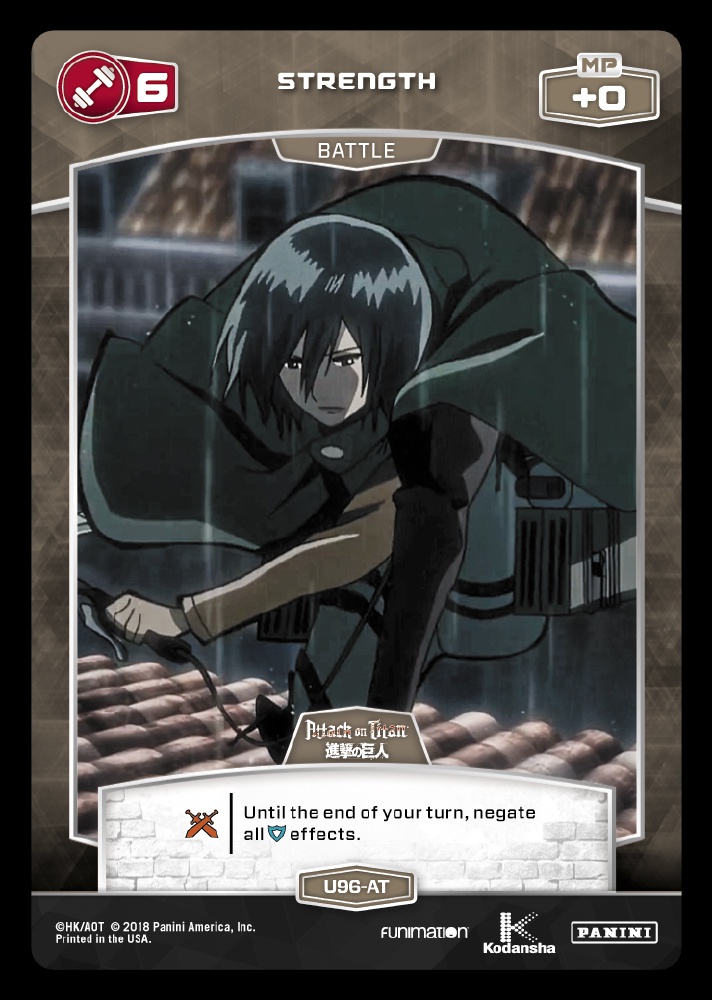 6
STRENGTH
MP
+0
BATTLE
Attack on Titan
進撃の巨人
Until the end of your turn, negate
all effects.
U96-AT
©HK/AOT © 2018 Panini America, Inc.
Printed in the USA.
FUNIMATION
K
Kodansha
PANINI